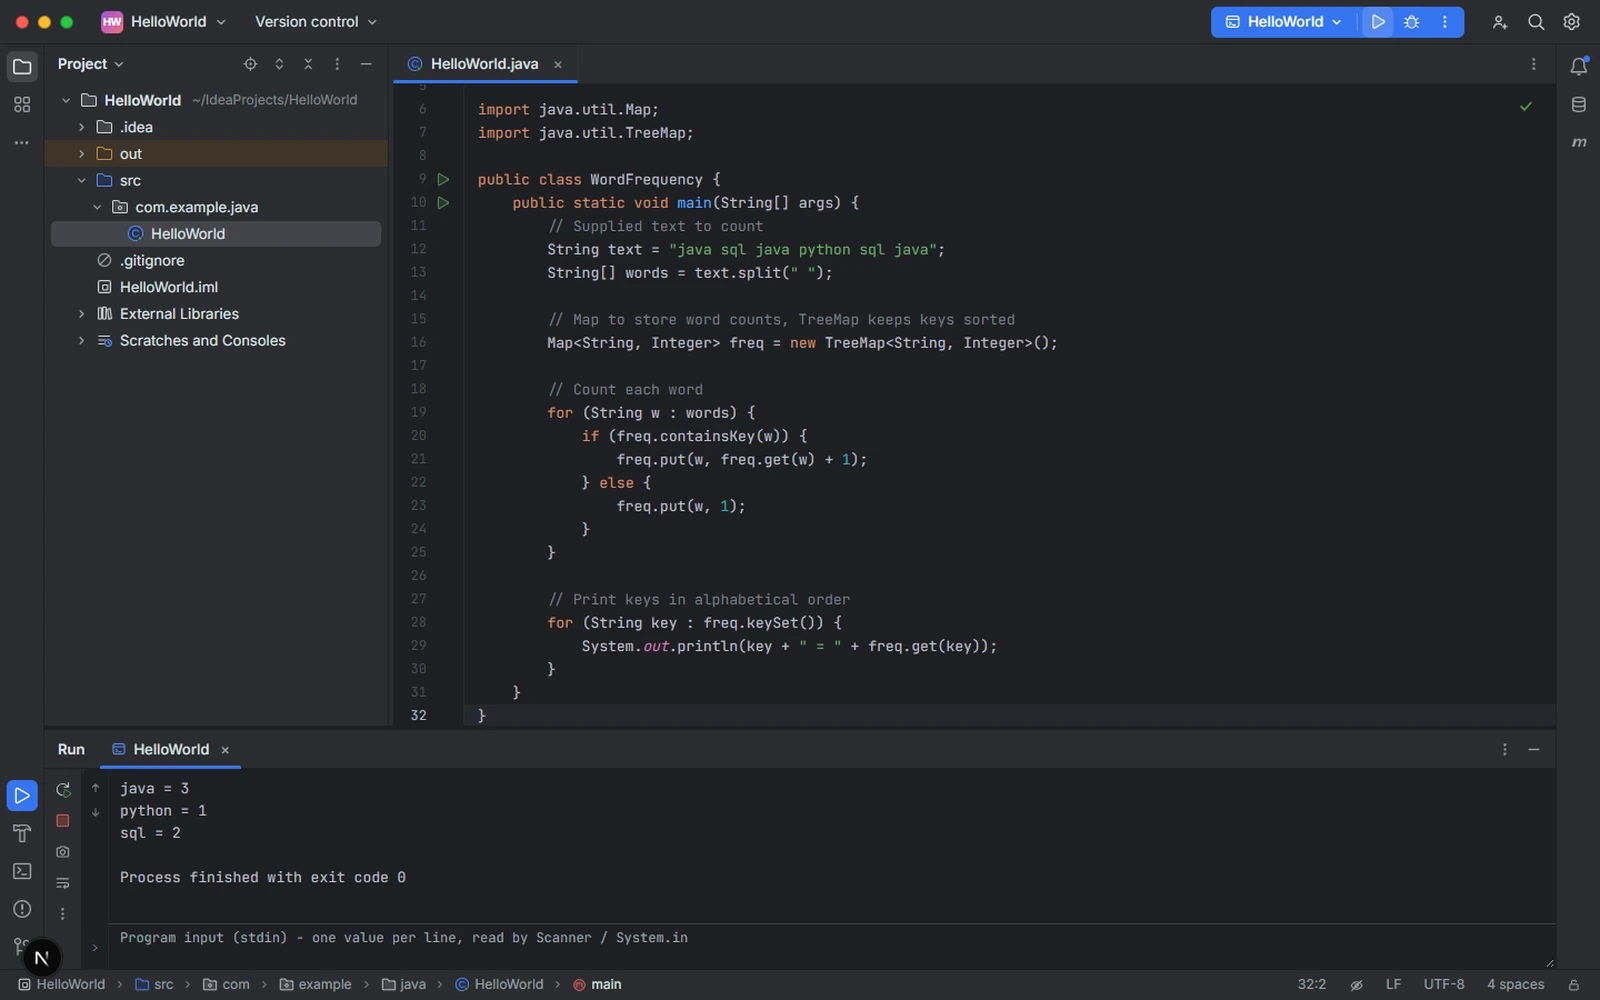 HW HelloWorld Version control HelloWorld
Project
HelloWorld.java
HelloWorld ~/IdeaProjects/HelloWorld
.idea
out
src
com.example.java
HelloWorld
.gitignore
HelloWorld.iml
External Libraries
Scratches and Consoles
m
5
6 import java.util.Map;
7 import java.util.TreeMap;
8
9 public class WordFrequency {
10 public static void main(String[] args) {
11 // Supplied text to count
12 String text = "java sql java python sql java";
13 String[] words = text.split(" ");
14
15 // Map to store word counts, TreeMap keeps keys sorted
16 Map<String, Integer> freq = new TreeMap<String, Integer>();
17
18 // Count each word
19 for (String w : words) {
20 if (freq.containsKey(w)) {
21 freq.put(w, freq.get(w) + 1);
22 } else {
23 freq.put(w, 1);
24 }
25 }
26
27 // Print keys in alphabetical order
28 for (String key : freq.keySet()) {
29 System.out.println(key + " = " + freq.get(key));
30 }
31 }
32 }
Run HelloWorld
java = 3
python = 1
sql = 2
Process finished with exit code 0
Program input (stdin) - one value per line, read by Scanner / System.in
N
HelloWorld > src > com > example > java > HelloWorld > main 32:2 LF UTF-8 4 spaces